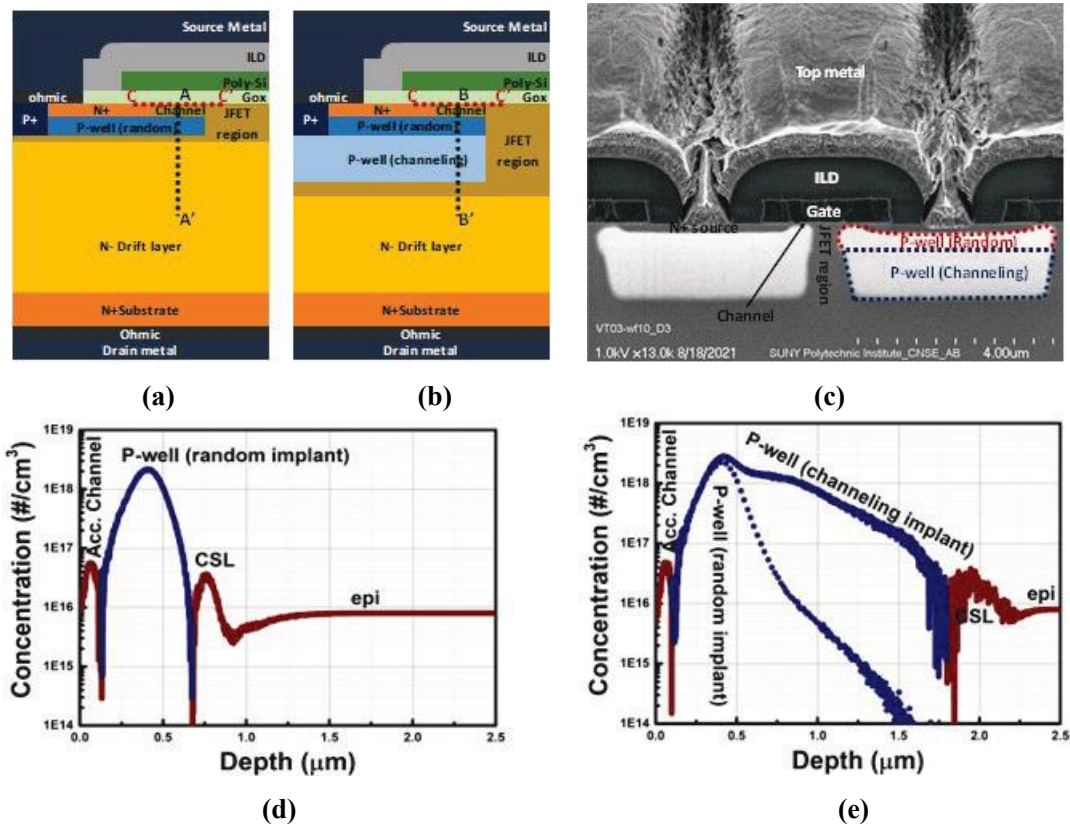 Source Metal
ILD
Poly-Si
ohmic
C
A
C'
Gox
N+
Channel
P+
P-well (random)
JFET
region
A'
N- Drift layer
N+Substrate
Ohmic
Drain metal
(a)
Source Metal
ILD
Poly-Si
ohmic
C
B
C'
Gox
N+
Channel
P+
P-well (random)
JFET
region
P-well (channeling)
B'
N- Drift layer
N+Substrate
Ohmic
Drain metal
(b)
Top metal
ILD
Gate
N+ source
JFET region
P-well (Random)
P-well (Channeling)
Channel
VT03-wf10_D3
1.0kV x13.0k 8/18/2021
SUNY Polytechnic Institute_CNSE_AB
4.00um
(c)
Concentration (#/cm³)
1E19
1E18
1E17
1E16
1E15
1E14
Acc. Channel
P-well (random implant)
CSL
epi
0.0 0.5 1.0 1.5 2.0 2.5
Depth (μm)
(d)
Concentration (#/cm³)
1E19
1E18
1E17
1E16
1E15
1E14
Acc. Channel
P-well (channeling implant)
P-well (random implant)
CSL
epi
0.0 0.5 1.0 1.5 2.0 2.5
Depth (μm)
(e)